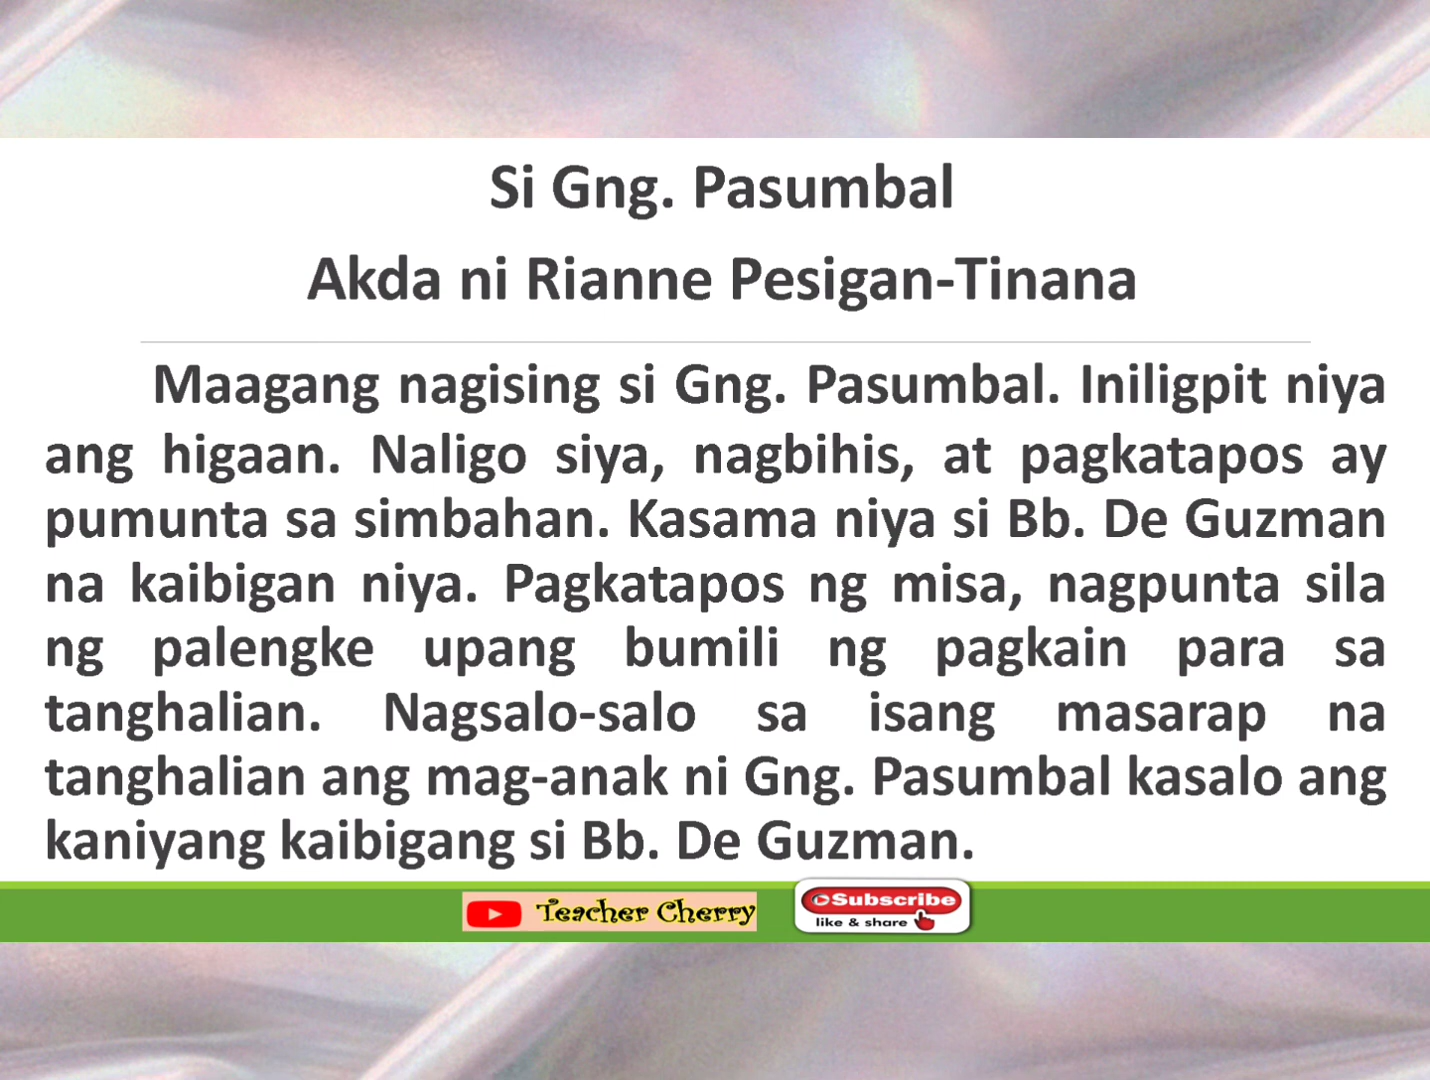 Si Gng. Pasumbal
Akda ni Rianne Pesigan-Tinana
Maagang nagising si Gng. Pasumbal. Iniligpit niya
ang higaan. Naligo siya, nagbihis, at pagkatapos ay
pumunta sa simbahan. Kasama niya si Bb. De Guzman
na kaibigan niya. Pagkatapos ng misa, nagpunta sila
ng palengke upang bumili ng pagkain para sa
tanghalian. Nagsalo-salo sa isang masarap na
tanghalian ang mag-anak ni Gng. Pasumbal kasalo ang
kaniyang kaibigang si Bb. De Guzman.
Teacher Cherry
Subscribe
like & share